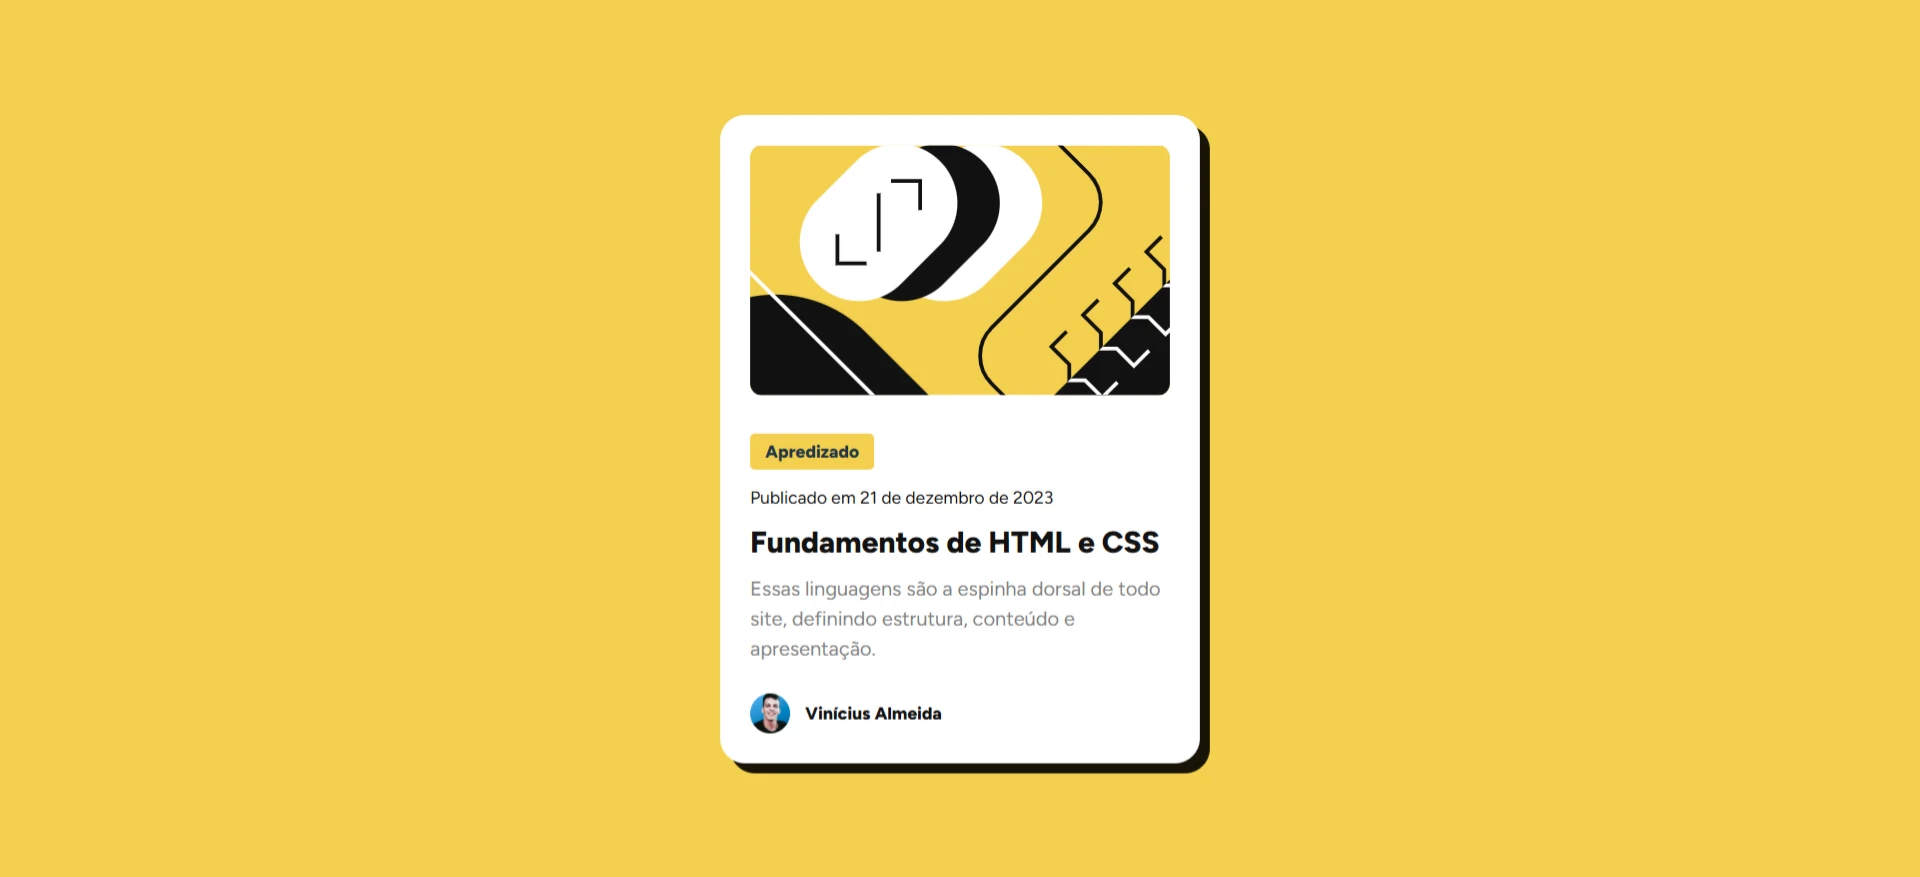 Apredizado
Publicado em 21 de dezembro de 2023
Fundamentos de HTML e CSS
Essas linguagens são a espinha dorsal de todo
site, definindo estrutura, conteúdo e
apresentação.
Vinícius Almeida